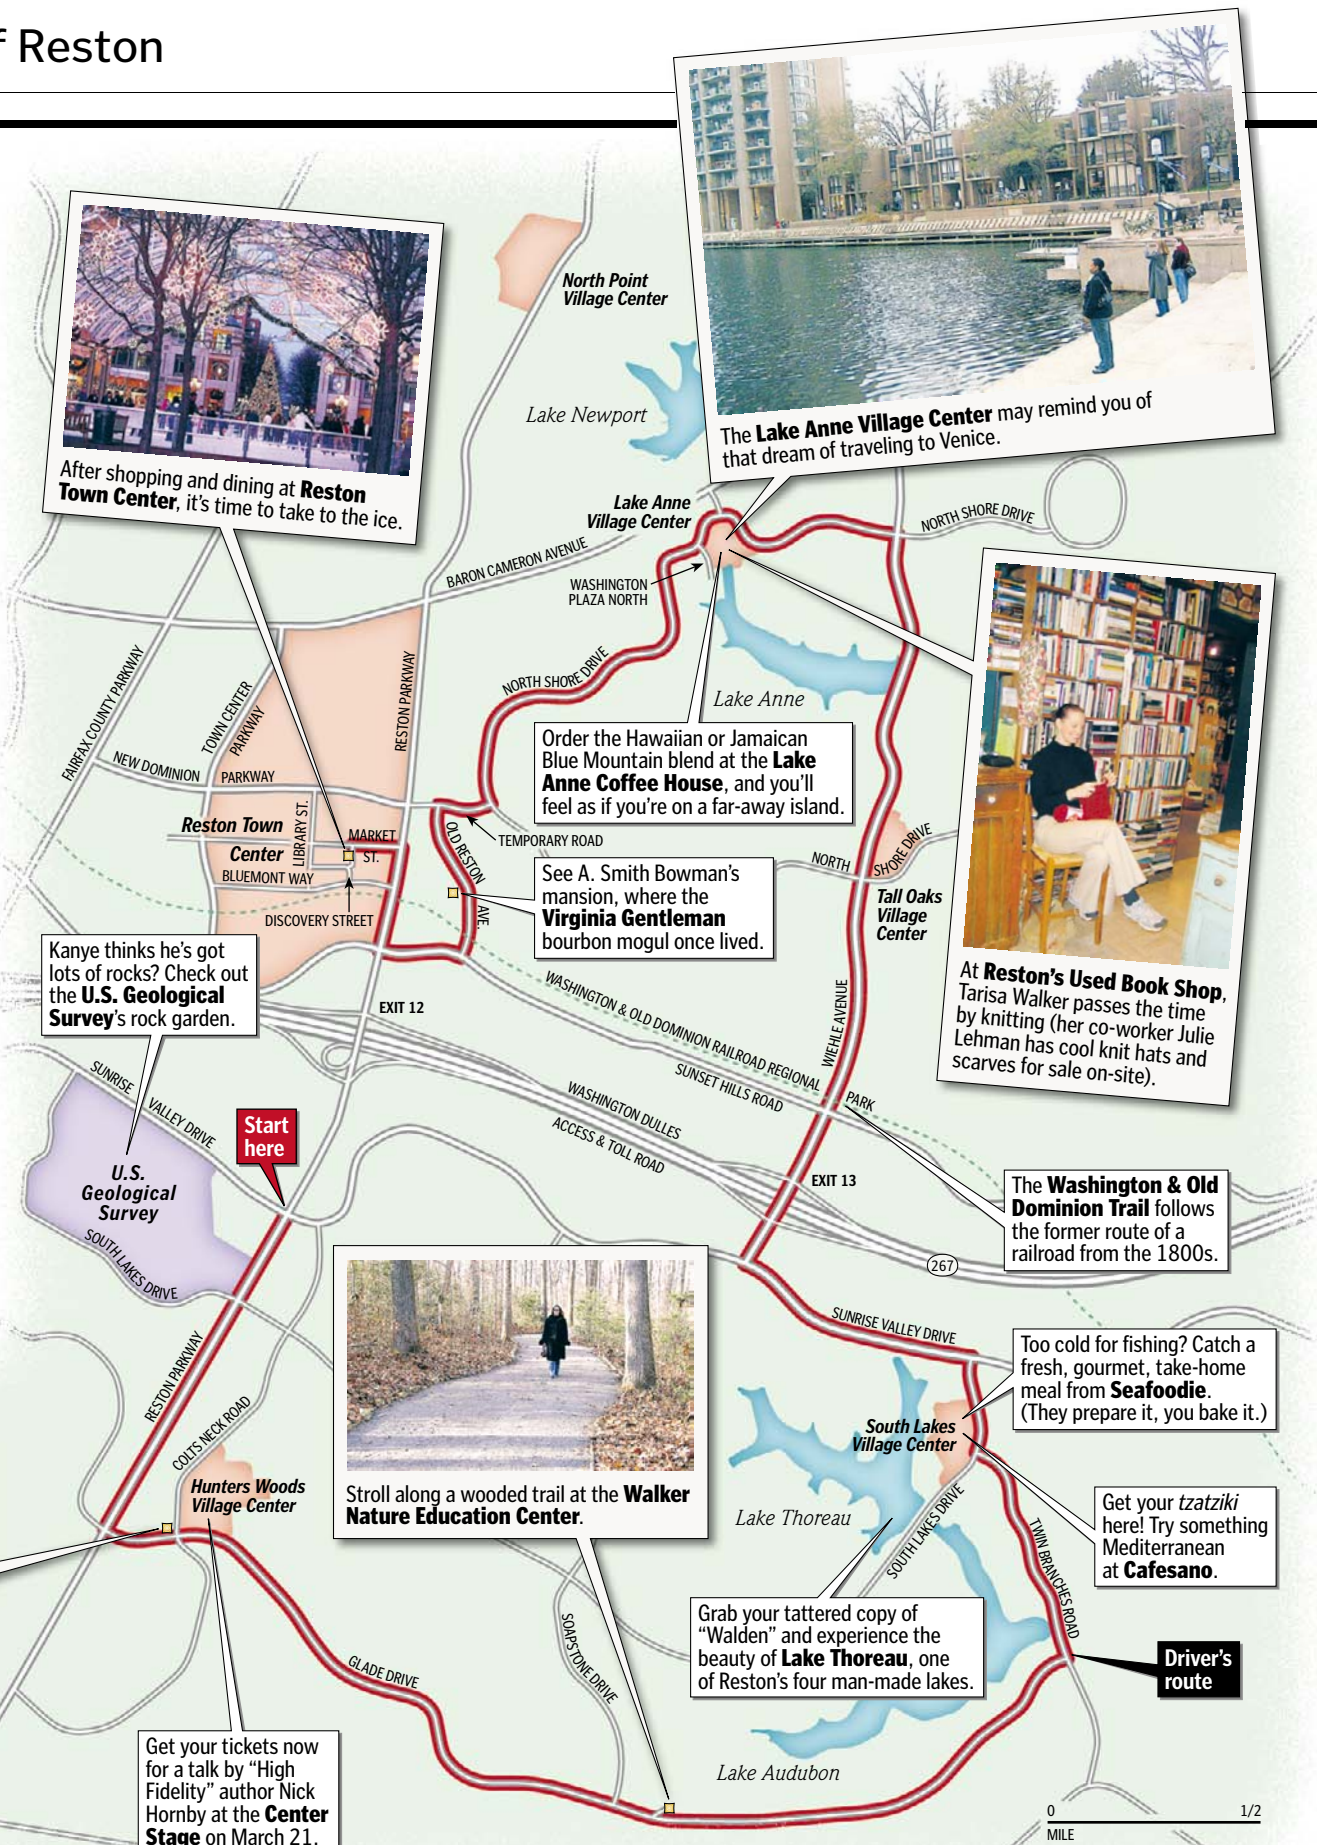 f Reston
North Point
Village Center
Lake Newport
The Lake Anne Village Center may remind you of
that dream of traveling to Venice.
After shopping and dining at Reston
Town Center, it's time to take to the ice.
Lake Anne
Village Center
NORTH SHORE DRIVE
BARON CAMERON AVENUE
WASHINGTON
PLAZA NORTH
FAIRFAX COUNTY PARKWAY
TOWN CENTER
PARKWAY
RESTON PARKWAY
NORTH SHORE DRIVE
Lake Anne
NEW DOMINION
PARKWAY
Order the Hawaiian or Jamaican
Blue Mountain blend at the Lake
Anne Coffee House, and you'll
feel as if you're on a far-away island.
Reston Town
Center
LIBRARY ST.
MARKET
ST.
OLD RESTON
AVE.
TEMPORARY ROAD
BLUEMONT WAY
DISCOVERY STREET
NORTH
SHORE DRIVE
Tall Oaks
Village
Center
See A. Smith Bowman's
mansion, where the
Virginia Gentleman
bourbon mogul once lived.
Kanye thinks he's got
lots of rocks? Check out
the U.S. Geological
Survey's rock garden.
At Reston's Used Book Shop,
Tarisa Walker passes the time
by knitting (her co-worker Julie
Lehman has cool knit hats and
scarves for sale on-site).
EXIT 12
WASHINGTON & OLD DOMINION RAILROAD REGIONAL
PARK
WIEHLE AVENUE
SUNSET HILLS ROAD
WASHINGTON DULLES
ACCESS & TOLL ROAD
SUNRISE
VALLEY DRIVE
Start
here
U.S.
Geological
Survey
SOUTH LAKES DRIVE
EXIT 13
The Washington & Old
Dominion Trail follows
the former route of a
railroad from the 1800s.
267
SUNRISE VALLEY DRIVE
Too cold for fishing? Catch a
fresh, gourmet, take-home
meal from Seafoodie.
(They prepare it, you bake it.)
RESTON PARKWAY
COLTS NECK ROAD
South Lakes
Village Center
Hunters Woods
Village Center
Stroll along a wooded trail at the Walker
Nature Education Center.
Lake Thoreau
SOUTH LAKES DRIVE
TWIN BRANCHES ROAD
Get your tzatziki
here! Try something
Mediterranean
at Cafesano.
Grab your tattered copy of
"Walden" and experience the
beauty of Lake Thoreau, one
of Reston's four man-made lakes.
Driver's
route
SOAPSTONE DRIVE
GLADE DRIVE
Lake Audubon
Get your tickets now
for a talk by "High
Fidelity" author Nick
Hornby at the Center
Stage on March 21.
0 1/2
MILE